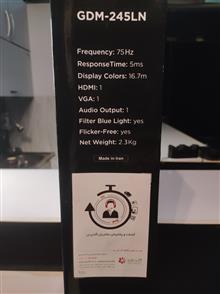 GDM-245LN
Frequency: 75Hz
ResponseTime: 5ms
Display Colors: 16.7m
HDMI: 1
VGA: 1
Audio Output: 1
Filter Blue Light: yes
Flicker-Free: yes
Net Weight: 2.3Kg
Made in Iran